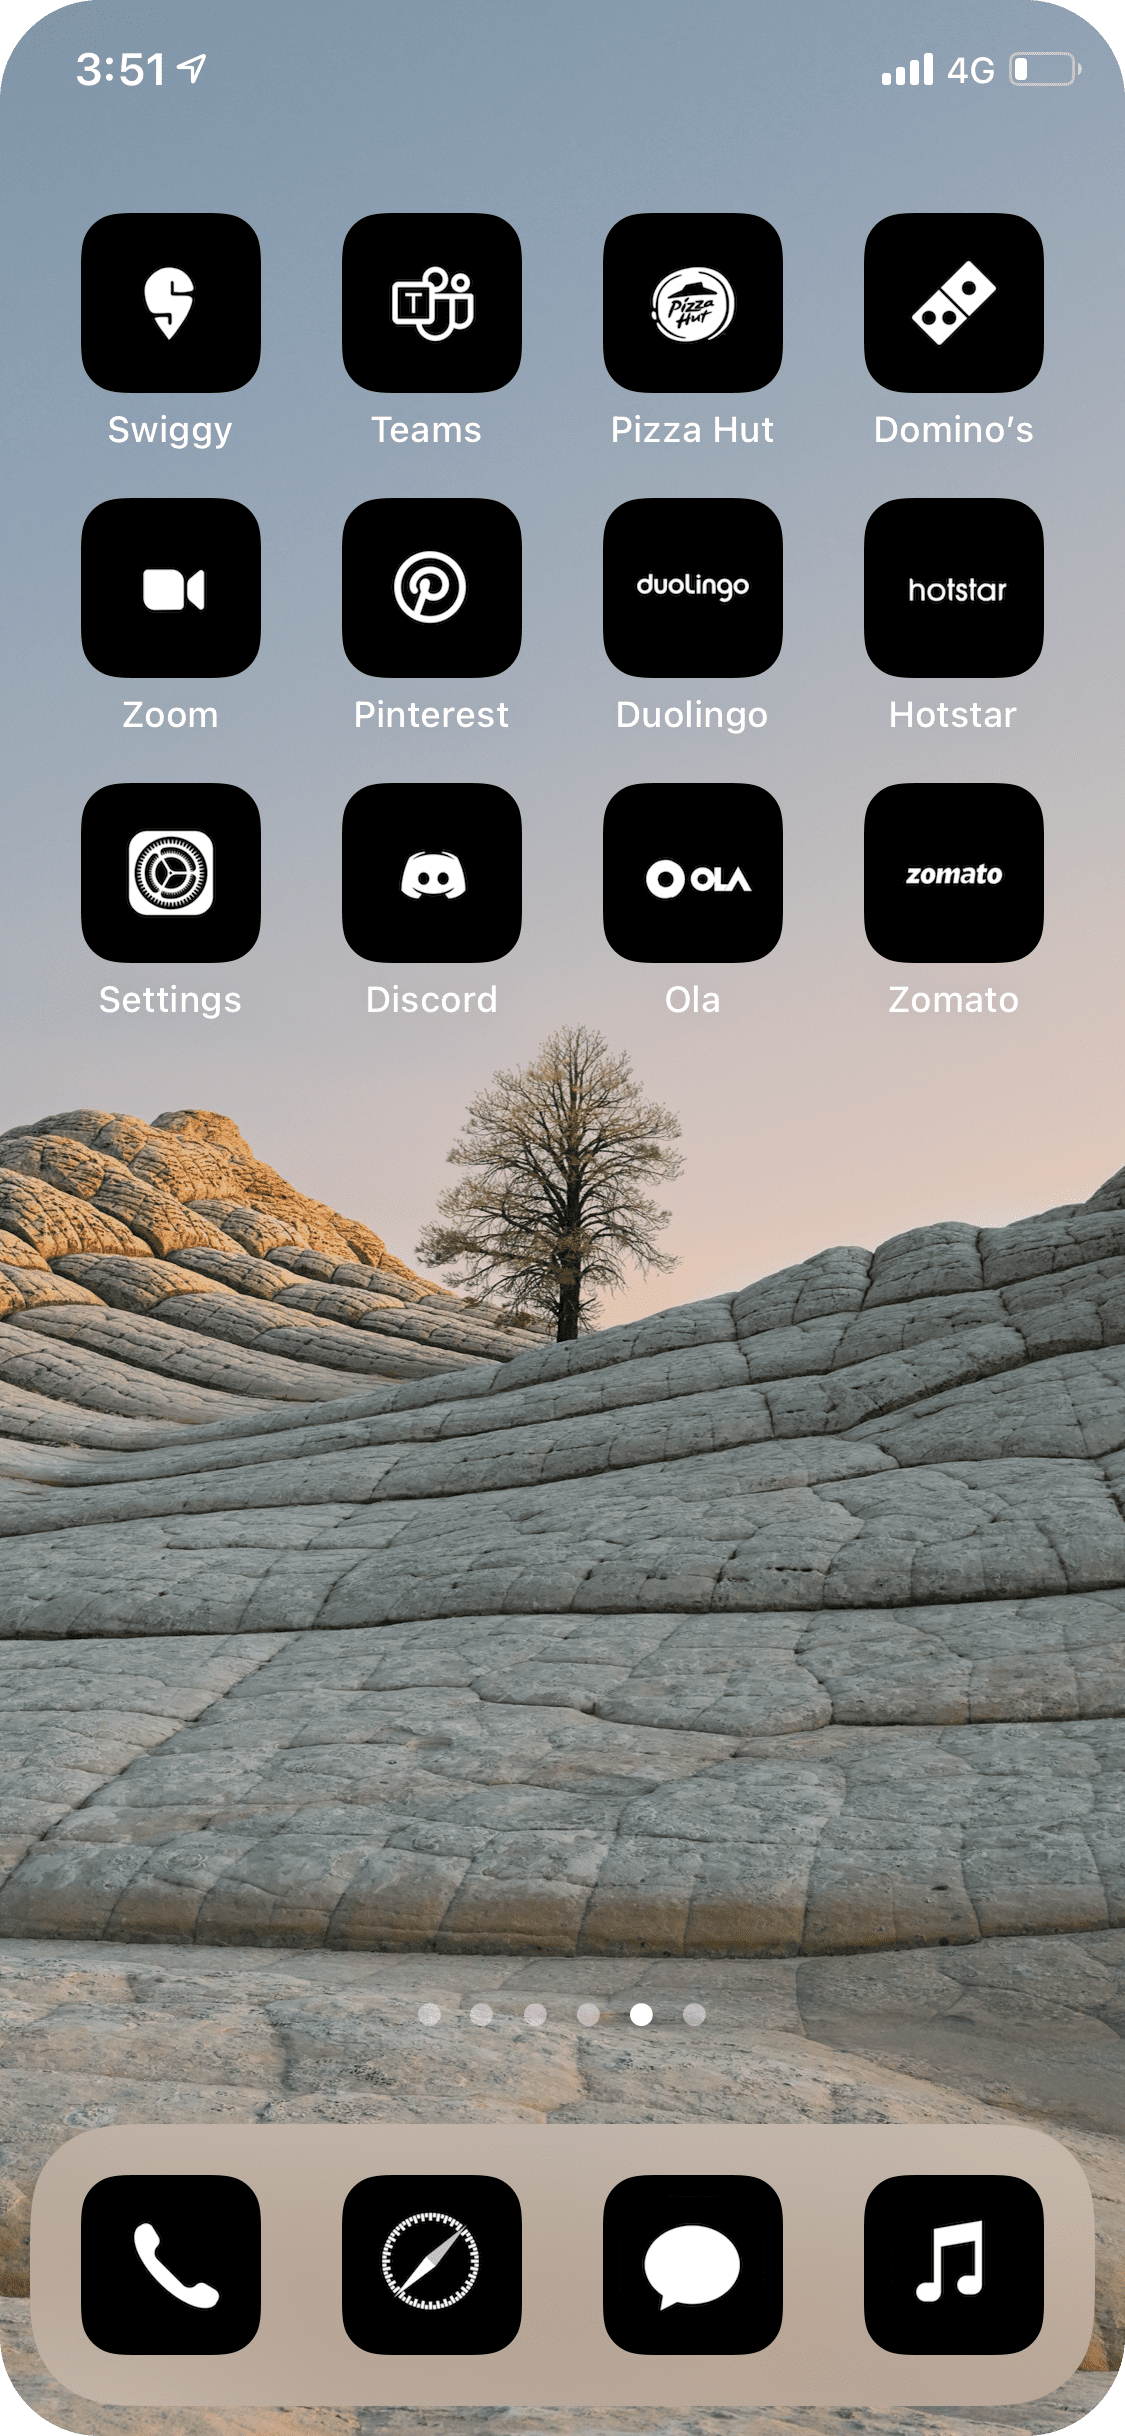 3:51 4G
T Pizza Hut
Swiggy Teams Pizza Hut Domino's
duolingo hotstar
Zoom Pinterest Duolingo Hotstar
OLA zomato
Settings Discord Ola Zomato